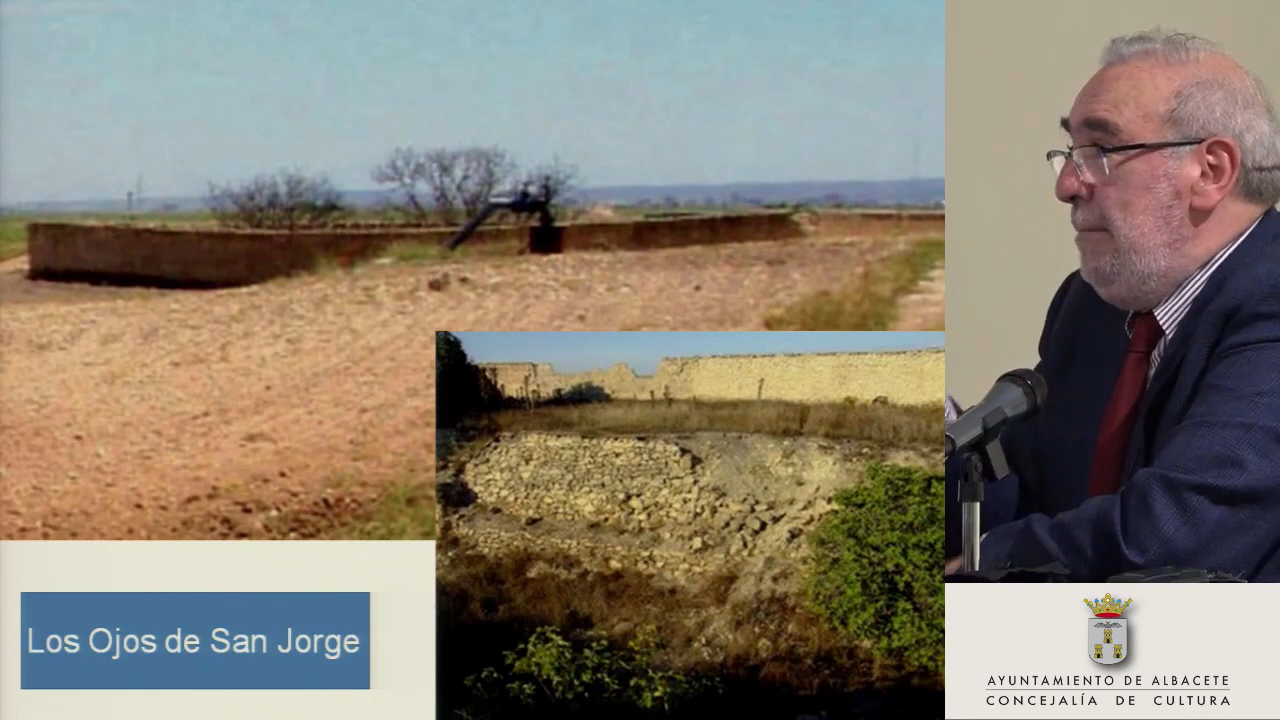 Los Ojos de San Jorge
AYUNTAMIENTO DE ALBACETE
CONCEJALÍA DE CULTURA